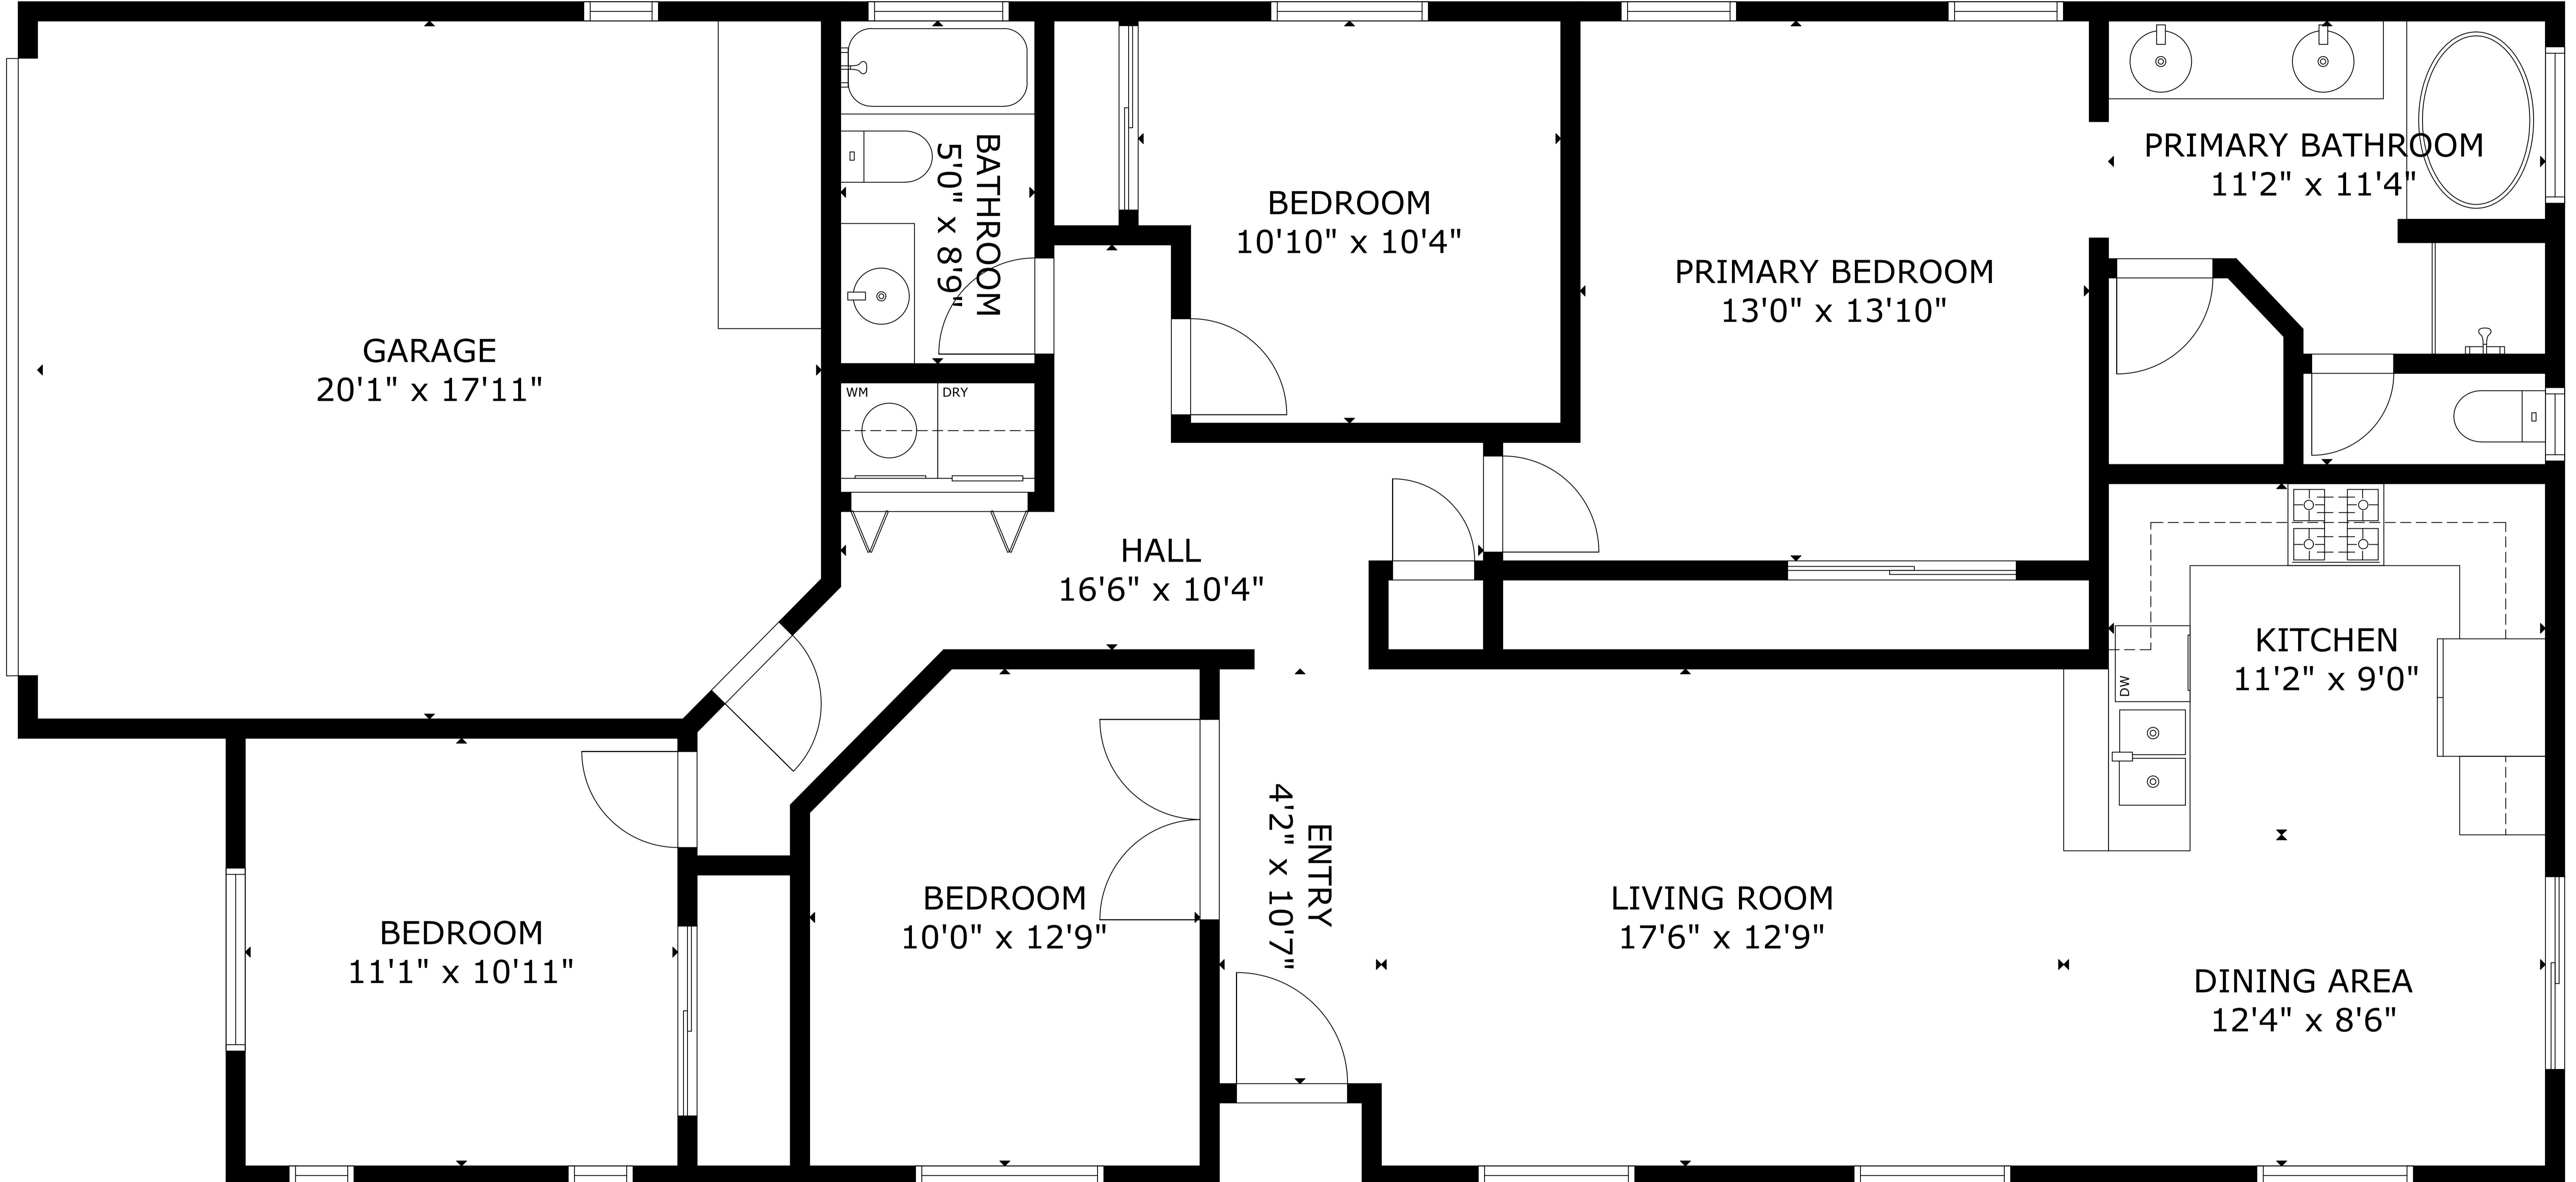 GARAGE
20'1" x 17'11"
BATHROOM
5'0" x 8'9"
WM
DRY
BEDROOM
10'10" x 10'4"
PRIMARY BEDROOM
13'0" x 13'10"
PRIMARY BATHROOM
11'2" x 11'4"
HALL
16'6" x 10'4"
KITCHEN
11'2" x 9'0"
DW
BEDROOM
11'1" x 10'11"
BEDROOM
10'0" x 12'9"
ENTRY
4'2" x 10'7"
LIVING ROOM
17'6" x 12'9"
DINING AREA
12'4" x 8'6"